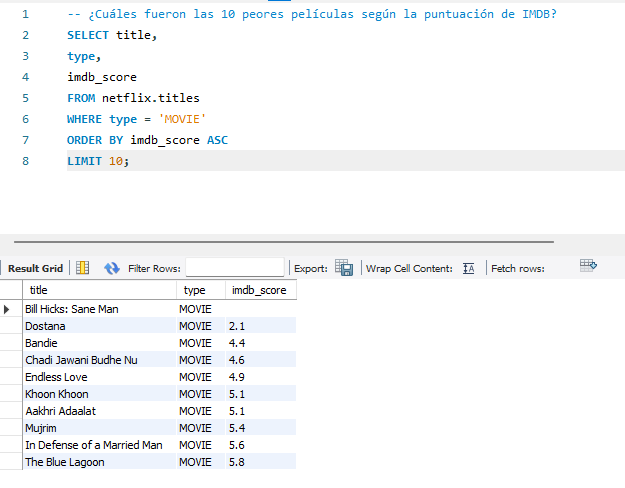 1 -- ¿Cuáles fueron las 10 peores películas según la puntuación de IMDB?
2 SELECT title,
3 type,
4 imdb_score
5 FROM netflix.titles
6 WHERE type = 'MOVIE'
7 ORDER BY imdb_score ASC
8 LIMIT 10;
Result Grid Filter Rows: Export: Wrap Cell Content: Fetch rows:
title type imdb_score
Bill Hicks: Sane Man MOVIE
Dostana MOVIE 2.1
Bandie MOVIE 4.4
Chadi Jawani Budhe Nu MOVIE 4.6
Endless Love MOVIE 4.9
Khoon Khoon MOVIE 5.1
Aakhri Adaalat MOVIE 5.1
Mujrim MOVIE 5.4
In Defense of a Married Man MOVIE 5.6
The Blue Lagoon MOVIE 5.8